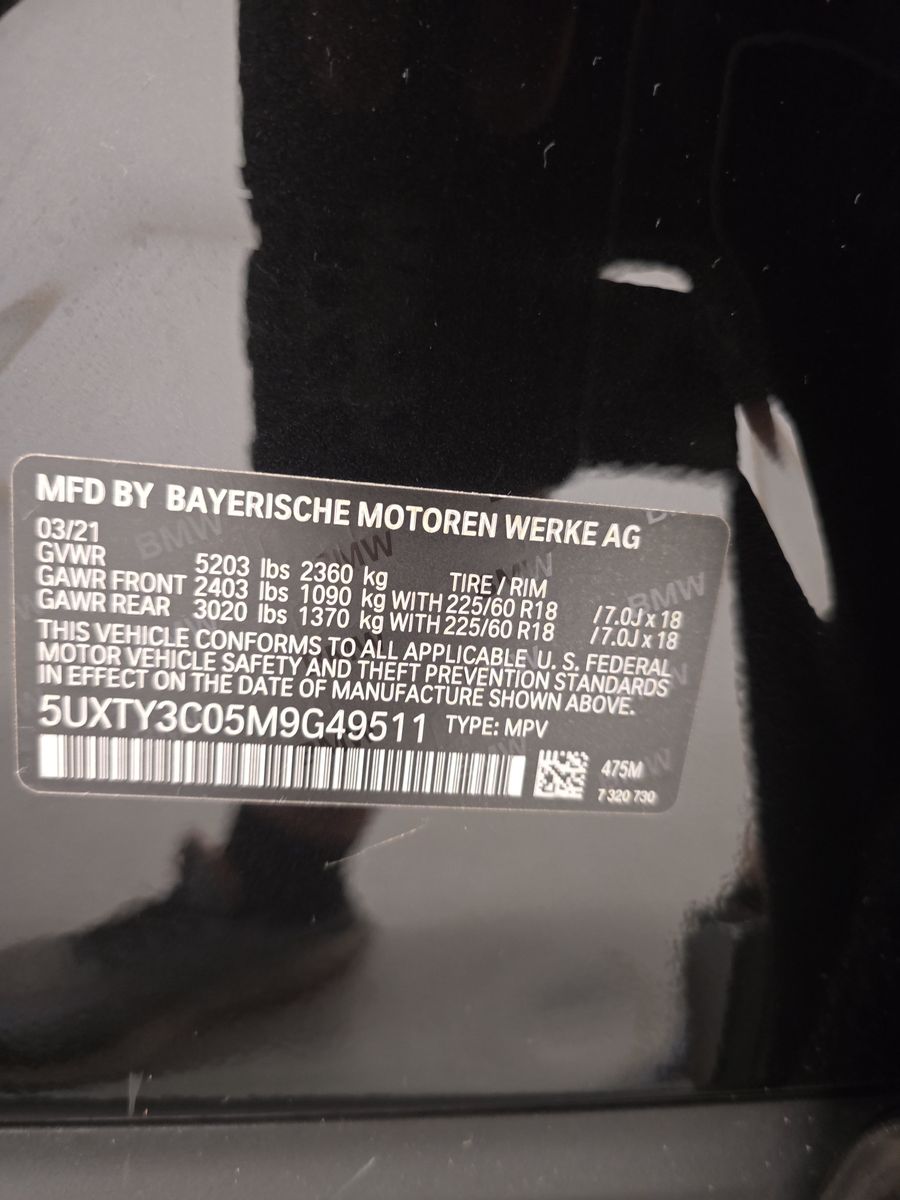 MFD BY BAYERISCHE MOTOREN WERKE AG
03/21
GVWR 5203 lbs 2360 kg TIRE / RIM
GAWR FRONT 2403 lbs 1090 kg WITH 225/60 R18 /7.0J x 18
GAWR REAR 3020 lbs 1370 kg WITH 225/60 R18 /7.0J x 18
THIS VEHICLE CONFORMS TO ALL APPLICABLE U. S. FEDERAL
MOTOR VEHICLE SAFETY AND THEFT PREVENTION STANDARDS
IN EFFECT ON THE DATE OF MANUFACTURE SHOWN ABOVE.
5UXTY3C05M9G49511 TYPE: MPV
475M
7 320 730